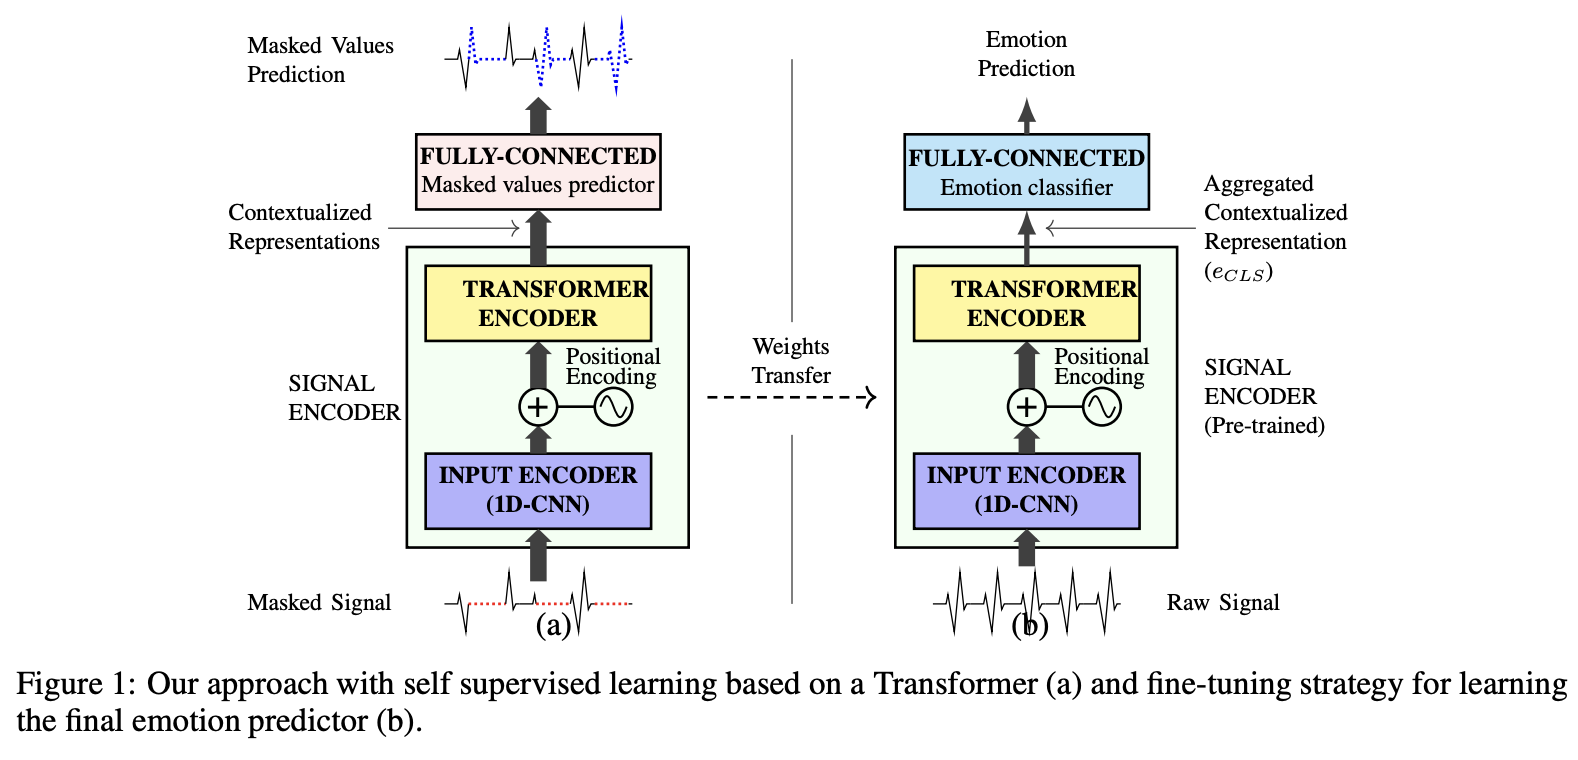 Masked Values
Prediction
FULLY-CONNECTED
Masked values predictor
Contextualized
Representations
TRANSFORMER
ENCODER
Positional
Encoding
SIGNAL
ENCODER
INPUT ENCODER
(1D-CNN)
Masked Signal
(a)
Weights
Transfer
Emotion
Prediction
FULLY-CONNECTED
Emotion classifier
Aggregated
Contextualized
Representation
(e_{CLS})
TRANSFORMER
ENCODER
Positional
Encoding
SIGNAL
ENCODER
(Pre-trained)
INPUT ENCODER
(1D-CNN)
Raw Signal
(b)
Figure 1: Our approach with self supervised learning based on a Transformer (a) and fine-tuning strategy for learning
the final emotion predictor (b).